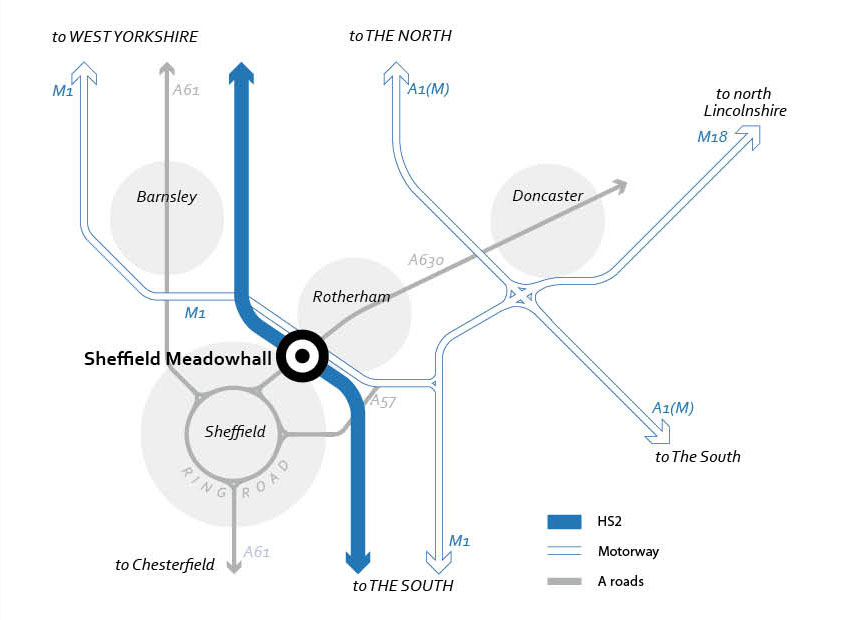 to WEST YORKSHIRE
to THE NORTH
M1
A61
A1(M)
to north
Lincolnshire
M18
Barnsley
Doncaster
A630
Rotherham
M1
Sheffield Meadowhall
A57
A1(M)
Sheffield
to The South
RING ROAD
HS2
M1
A61
Motorway
to Chesterfield
to THE SOUTH
A roads